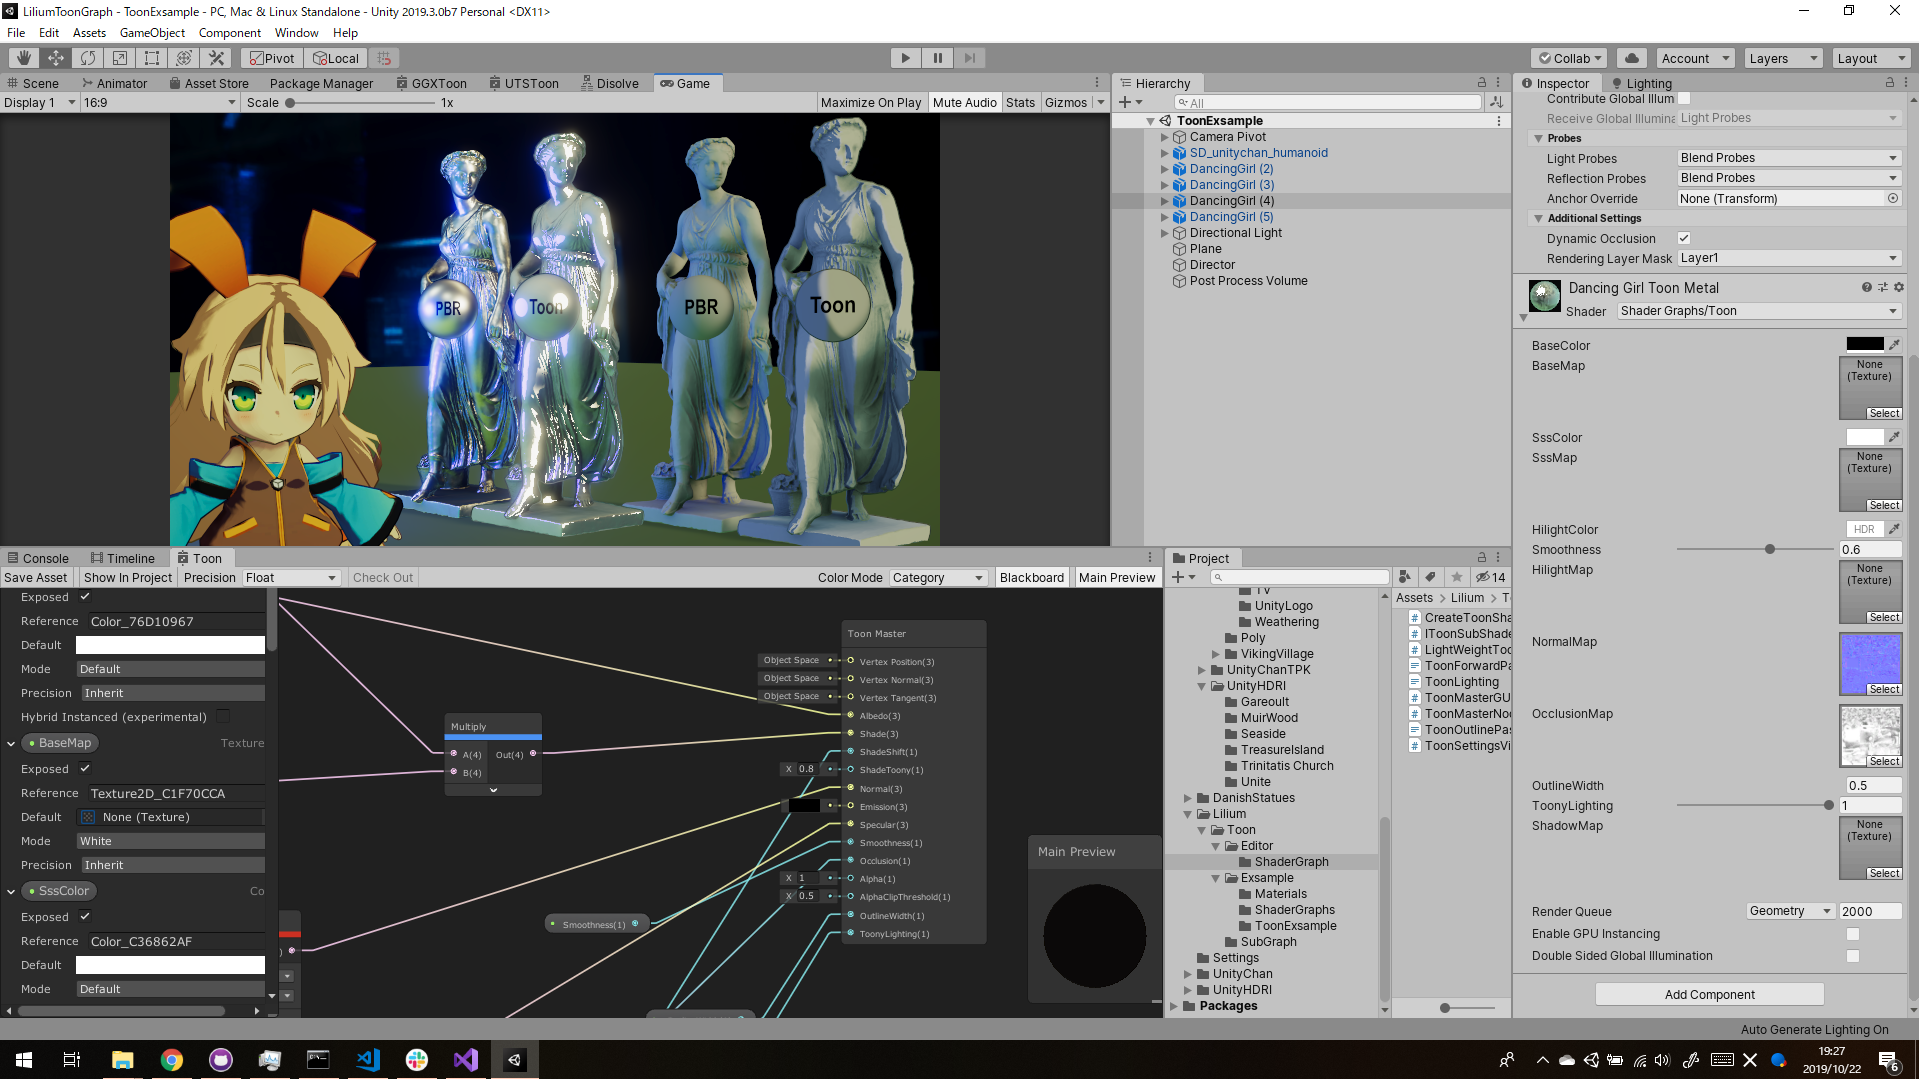 LiliumToonGraph - ToonExsample - PC, Mac & Linux Standalone - Unity 2019.3.0b7 Personal <DX11>
File Edit Assets GameObject Component Window Help
Pivot Local Collab Account Layers Layout
Scene Animator Asset Store Package Manager GGXToon UTSToon Disolve Game
Display 1 16:9 Scale 1x Maximize On Play Mute Audio Stats Gizmos
PBR Toon PBR Toon
Hierarchy
All
ToonExsample
Camera Pivot
SD_unitychan_humanoid
DancingGirl (2)
DancingGirl (3)
DancingGirl (4)
DancingGirl (5)
Directional Light
Plane
Director
Post Process Volume
Inspector Lighting
Contribute Global Illum
Receive Global Illumina Light Probes
Probes
Light Probes Blend Probes
Reflection Probes Blend Probes
Anchor Override None (Transform)
Additional Settings
Dynamic Occlusion
Rendering Layer Mask Layer1
Dancing Girl Toon Metal
Shader Shader Graphs/Toon
BaseColor
BaseMap None (Texture) Select
SssColor
SssMap None (Texture) Select
HilightColor HDR
Smoothness 0.6
HilightMap None (Texture) Select
NormalMap Select
OcclusionMap Select
OutlineWidth 0.5
ToonyLighting 1
ShadowMap None (Texture) Select
Render Queue Geometry 2000
Enable GPU Instancing
Double Sided Global Illumination
Add Component
Auto Generate Lighting On
Console Timeline Toon
Save Asset Show In Project Precision Float Check Out Color Mode Category Blackboard Main Preview
Exposed
Reference Color_76D10967
Default
Mode Default
Precision Inherit
Hybrid Instanced (experimental)
BaseMap Texture
Exposed
Reference Texture2D_C1F70CCA
Default None (Texture)
Mode White
Precision Inherit
SssColor Co
Exposed
Reference Color_C36862AF
Default
Mode Default
Multiply
A(4) Out(4)
B(4)
Smoothness(1)
Toon Master
Object Space Vertex Position(3)
Object Space Vertex Normal(3)
Object Space Vertex Tangent(3)
Albedo(3)
Shade(3)
ShadeShift(1)
X 0.8 ShadeToony(1)
Normal(3)
Emission(3)
Specular(3)
Smoothness(1)
Occlusion(1)
X 1 Alpha(1)
X 0.5 AlphaClipThreshold(1)
OutlineWidth(1)
ToonyLighting(1)
Main Preview
Project
14
TV
UnityLogo
Weathering
Poly
VikingVillage
UnityChanTPK
UnityHDRI
Gareoult
MuirWood
Seaside
TreasureIsland
Trinitatis Church
Unite
DanishStatues
Lilium
Toon
Editor
ShaderGraph
Exsample
Materials
ShaderGraphs
ToonExsample
SubGraph
Settings
UnityChan
UnityHDRI
Packages
Assets > Lilium > T
CreateToonSha
IToonSubShade
LightWeightToo
ToonForwardPa
ToonLighting
ToonMasterGU
ToonMasterNod
ToonOutlinePas
ToonSettingsVi
19:27
2019/10/22
6